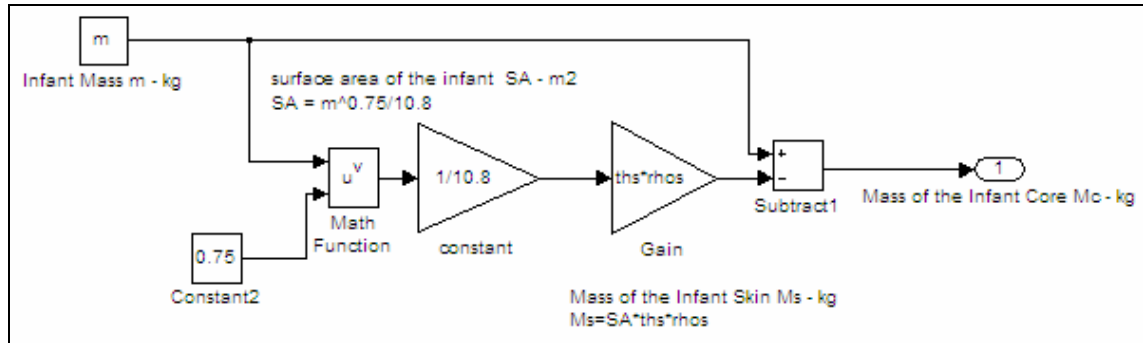 m
Infant Mass m - kg
surface area of the infant SA - m2
SA = m^0.75/10.8
u^v
Math
Function
0.75
Constant2
1/10.8
constant
ths*rhos
Gain
Mass of the Infant Skin Ms - kg
Ms=SA*ths*rhos
+
−
Subtract1
1
Mass of the Infant Core Mc - kg